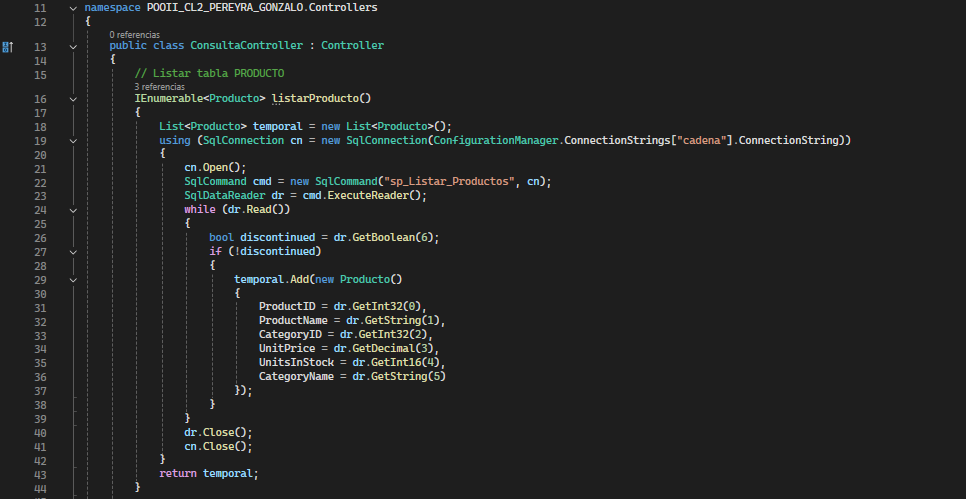 11 namespace POOII_CL2_PEREYRA_GONZALO.Controllers
12 {
0 referencias
13 public class ConsultaController : Controller
14 {
15 // Listar tabla PRODUCTO
3 referencias
16 IEnumerable<Producto> listarProducto()
17 {
18 List<Producto> temporal = new List<Producto>();
19 using (SqlConnection cn = new SqlConnection(ConfigurationManager.ConnectionStrings["cadena"].ConnectionString))
20 {
21 cn.Open();
22 SqlCommand cmd = new SqlCommand("sp_Listar_Productos", cn);
23 SqlDataReader dr = cmd.ExecuteReader();
24 while (dr.Read())
25 {
26 bool discontinued = dr.GetBoolean(6);
27 if (!discontinued)
28 {
29 temporal.Add(new Producto()
30 {
31 ProductID = dr.GetInt32(0),
32 ProductName = dr.GetString(1),
33 CategoryID = dr.GetInt32(2),
34 UnitPrice = dr.GetDecimal(3),
35 UnitsInStock = dr.GetInt16(4),
36 CategoryName = dr.GetString(5)
37 });
38 }
39 }
40 dr.Close();
41 cn.Close();
42 }
43 return temporal;
44 }